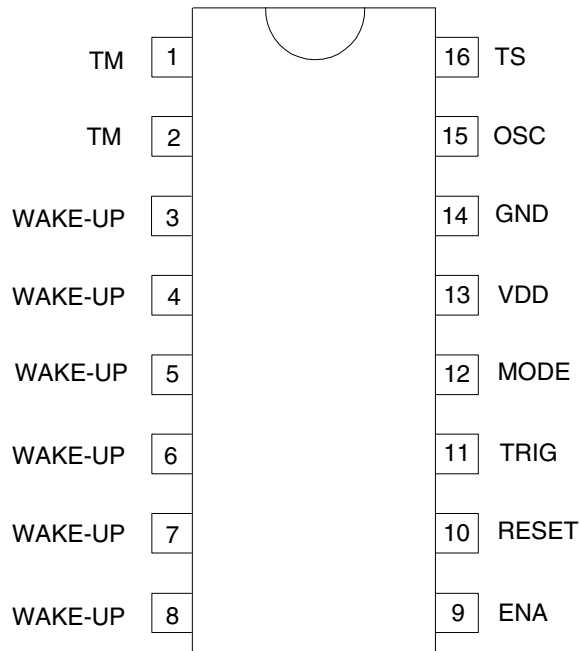 TM 1 16 TS
TM 2 15 OSC
WAKE-UP 3 14 GND
WAKE-UP 4 13 VDD
WAKE-UP 5 12 MODE
WAKE-UP 6 11 TRIG
WAKE-UP 7 10 RESET
WAKE-UP 8 9 ENA